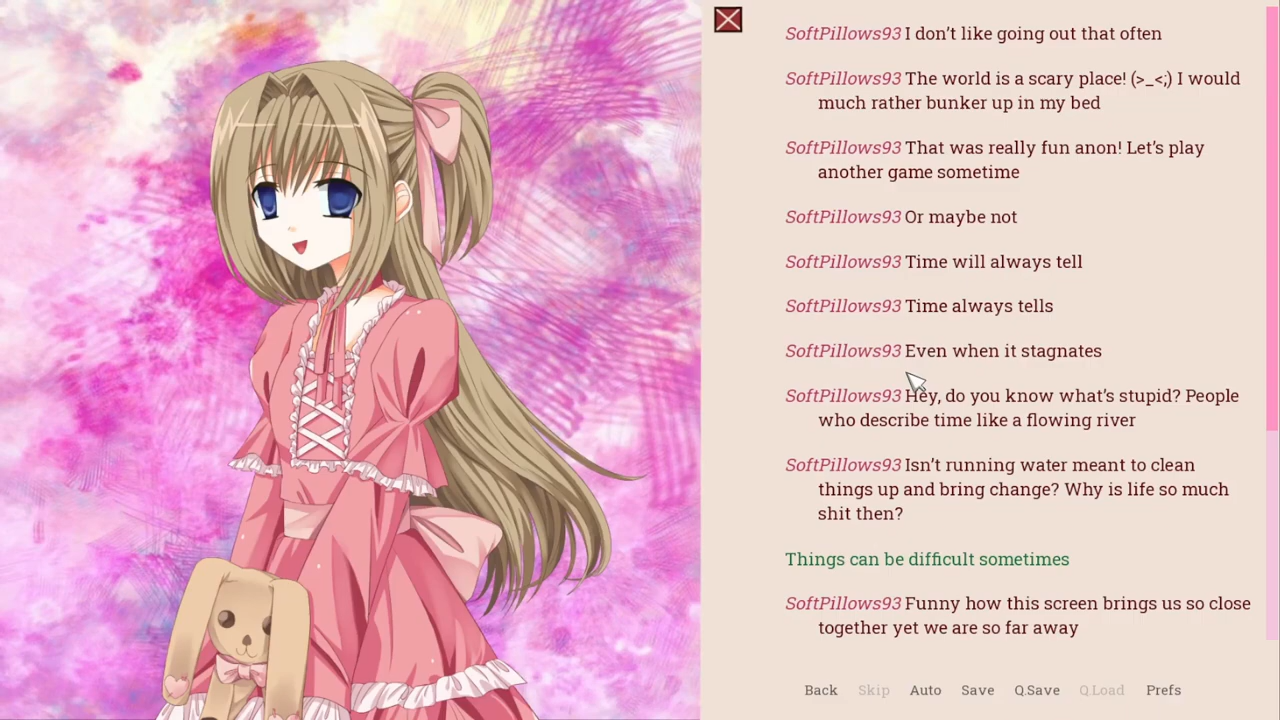 SoftPillows93 I don’t like going out that often
SoftPillows93 The world is a scary place! (>_<;) I would
much rather bunker up in my bed
SoftPillows93 That was really fun anon! Let’s play
another game sometime
SoftPillows93 Or maybe not
SoftPillows93 Time will always tell
SoftPillows93 Time always tells
SoftPillows93 Even when it stagnates
SoftPillows93 Hey, do you know what’s stupid? People
who describe time like a flowing river
SoftPillows93 Isn’t running water meant to clean
things up and bring change? Why is life so much
shit then?
Things can be difficult sometimes
SoftPillows93 Funny how this screen brings us so close
together yet we are so far away
Back Skip Auto Save Q.Save Q.Load Prefs